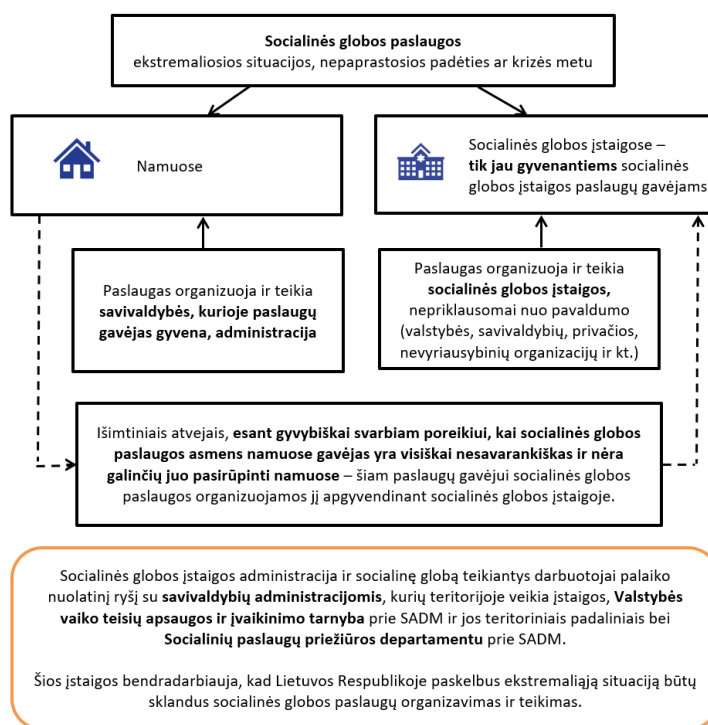 Socialinės globos paslaugos
ekstremaliosios situacijos, nepaprastosios padėties ar krizės metu
Namuose
Socialinės globos įstaigose –
tik jau gyvenantiems socialinės
globos įstaigos paslaugų gavėjams
Paslaugas organizuoja ir teikia
savivaldybės, kurioje paslaugų
gavėjas gyvena, administracija
Paslaugas organizuoja ir teikia
socialinės globos įstaigos,
nepriklausomai nuo pavaldumo
(valstybės, savivaldybių, privačios,
nevyriausybinių organizacijų ir kt.)
Išimtiniais atvejais, esant gyvybiškai svarbiam poreikiui, kai socialinės globos
paslaugos asmens namuose gavėjas yra visiškai nesavarankiškas ir nėra
galinčių juo pasirūpinti namuose – šiam paslaugų gavėjui socialinės globos
paslaugos organizuojamos jį apgyvendinant socialinės globos įstaigoje.
Socialinės globos įstaigos administracija ir socialinę globą teikiantys darbuotojai palaiko
nuolatinį ryšį su savivaldybių administracijomis, kurių teritorijoje veikia įstaigos, Valstybės
vaiko teisių apsaugos ir įvaikinimo tarnyba prie SADM ir jos teritoriniais padaliniais bei
Socialinių paslaugų priežiūros departamentu prie SADM.
Šios įstaigos bendradarbiauja, kad Lietuvos Respublikoje paskelbus ekstremaliąją situaciją būtų
sklandus socialinės globos paslaugų organizavimas ir teikimas.